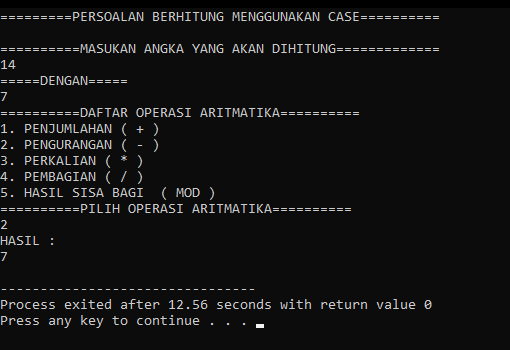 =========PERSOALAN BERHITUNG MENGGUNAKAN CASE==========
==========MASUKAN ANGKA YANG AKAN DIHITUNG=============
14
=====DENGAN=====
7
==========DAFTAR OPERASI ARITMATIKA==========
1. PENJUMLAHAN ( + )
2. PENGURANGAN ( - )
3. PERKALIAN ( * )
4. PEMBAGIAN ( / )
5. HASIL SISA BAGI  ( MOD )
==========PILIH OPERASI ARITMATIKA==========
2
HASIL :
7
--------------------------------
Process exited after 12.56 seconds with return value 0
Press any key to continue . . .